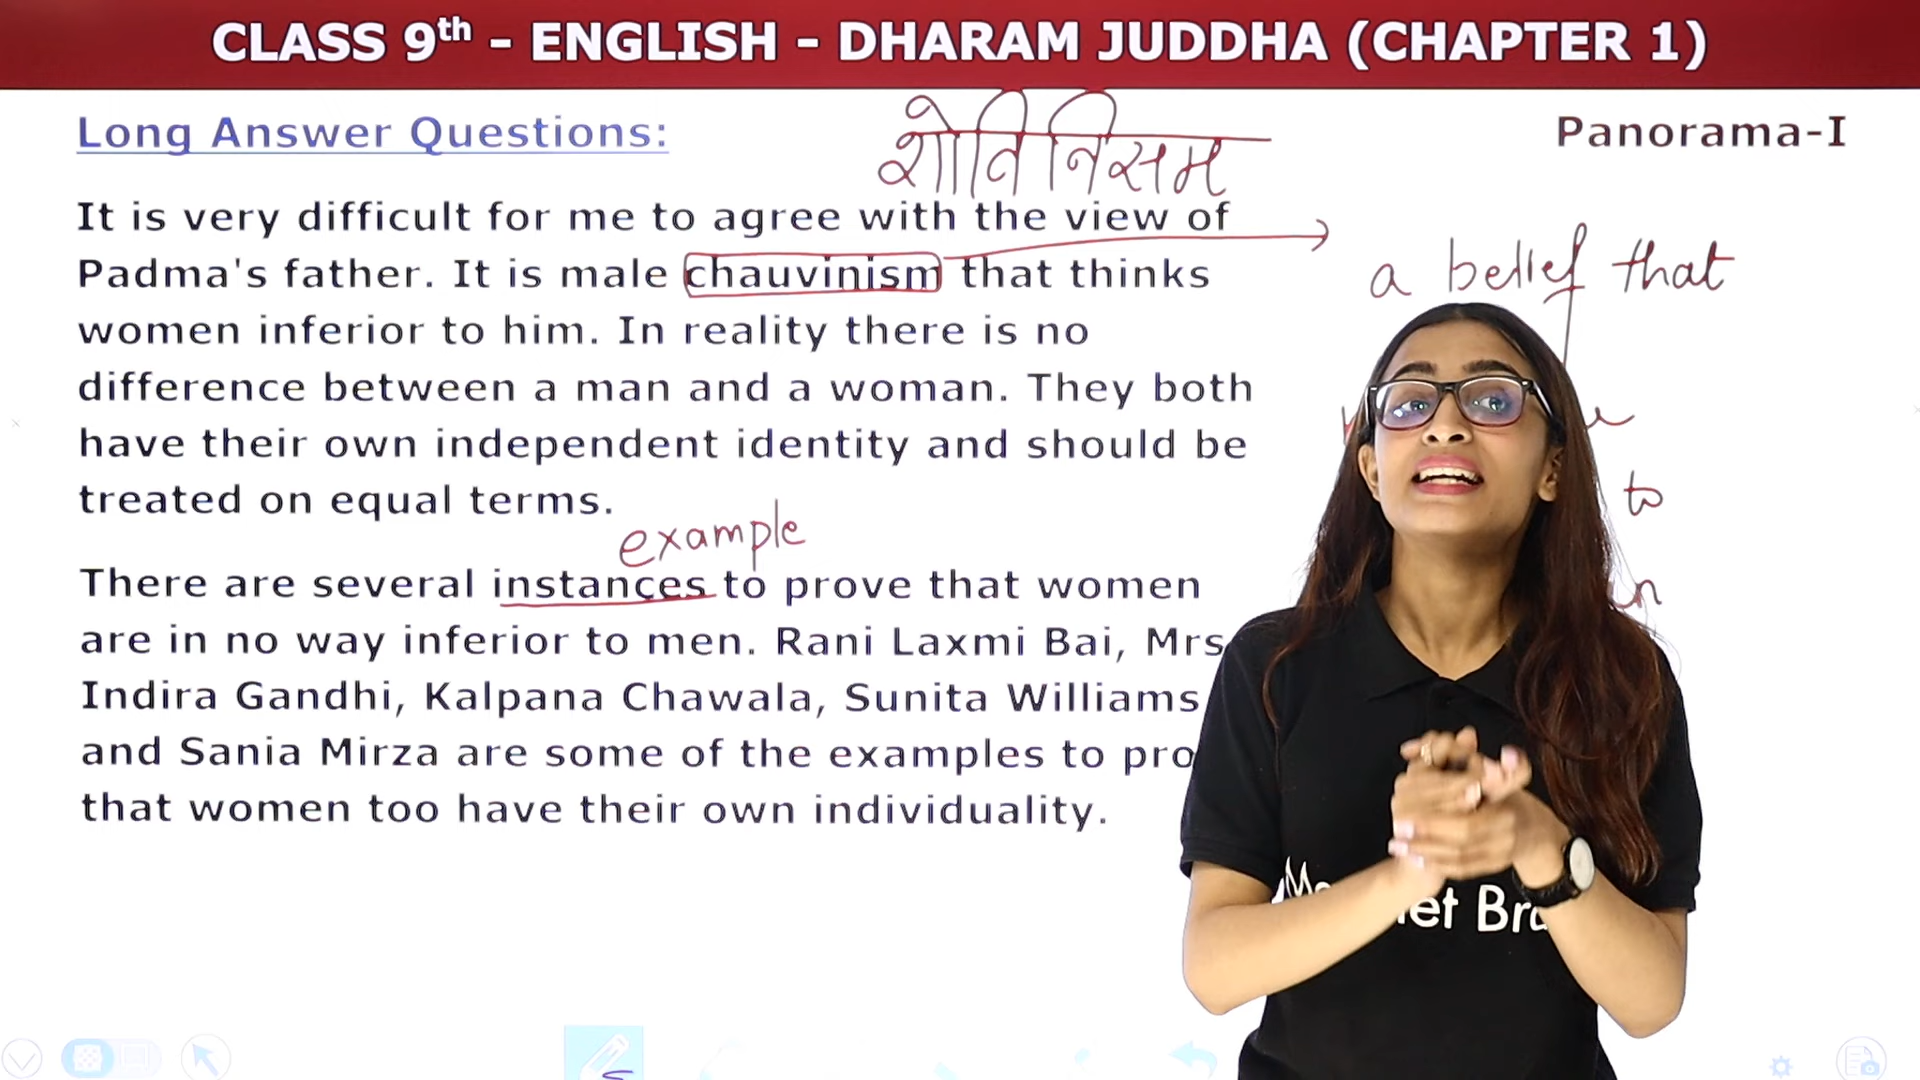 CLASS 9th - ENGLISH - DHARAM JUDDHA (CHAPTER 1)
Long Answer Questions:
शोविनिसम
Panorama-I
It is very difficult for me to agree with the view of
Padma's father. It is male chauvinism that thinks
a belief that
women inferior to him. In reality there is no
difference between a man and a woman. They both
have their own independent identity and should be
treated on equal terms.
to
example
There are several instances to prove that women
are in no way inferior to men. Rani Laxmi Bai, Mrs
Indira Gandhi, Kalpana Chawala, Sunita Williams
and Sania Mirza are some of the examples to pro
that women too have their own individuality.
et Bra